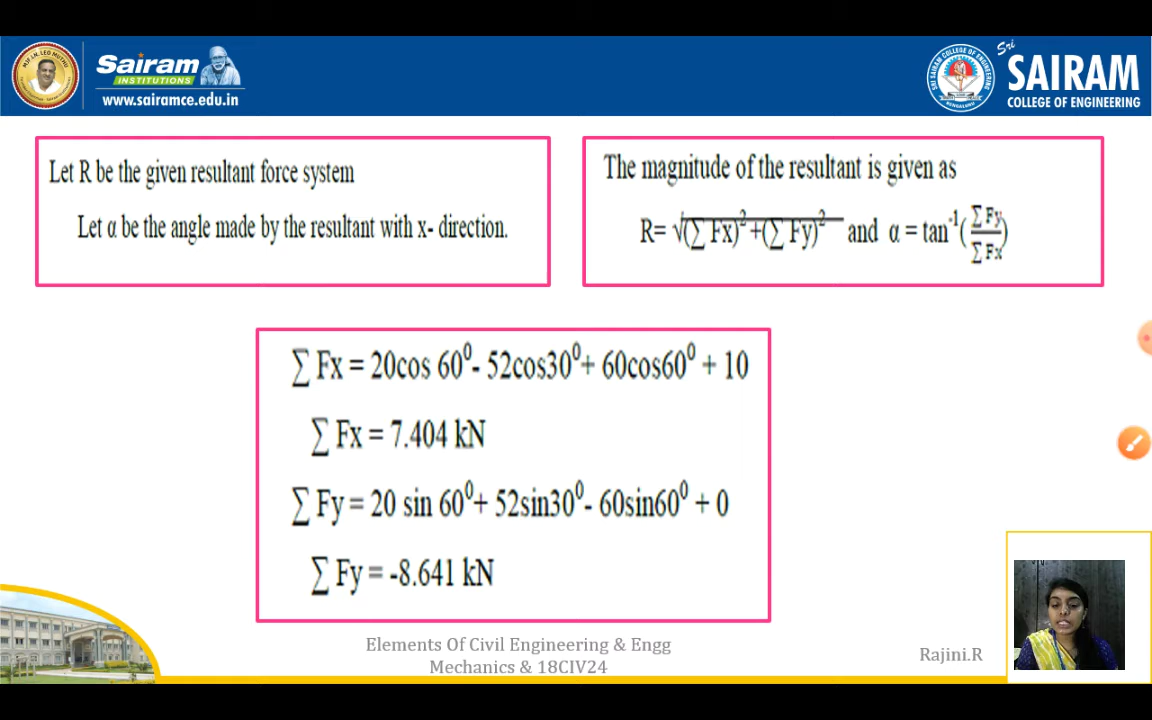 Sairam
INSTITUTIONS
www.sairamce.edu.in
Sri
SAIRAM
COLLEGE OF ENGINEERING
Let R be the given resultant force system
Let α be the angle made by the resultant with x- direction.
The magnitude of the resultant is given as
R= √(∑ Fx)² +(∑ Fy)² and α = tan⁻¹(∑ Fy/∑ Fx)
∑ Fx = 20cos 60⁰- 52cos30⁰+ 60cos60⁰ + 10
∑ Fx = 7.404 kN
∑ Fy = 20 sin 60⁰+ 52sin30⁰- 60sin60⁰ + 0
∑ Fy = -8.641 kN
Elements Of Civil Engineering & Engg
Mechanics & 18CIV24
Rajini.R